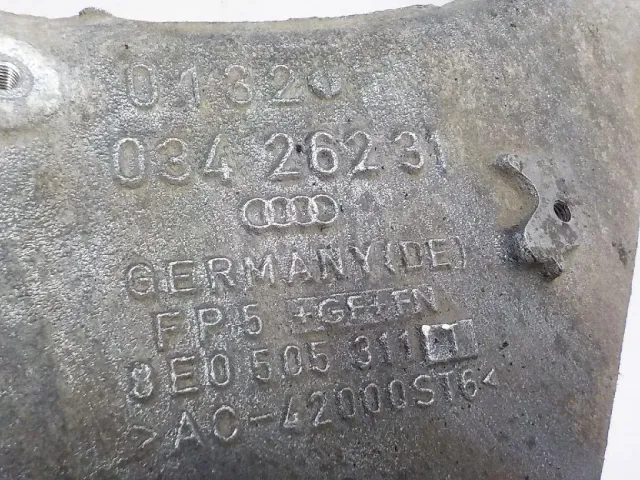 0132
034 26231
GERMANY(DE)
FP5
8E0 505 311
>AC-42000ST6<